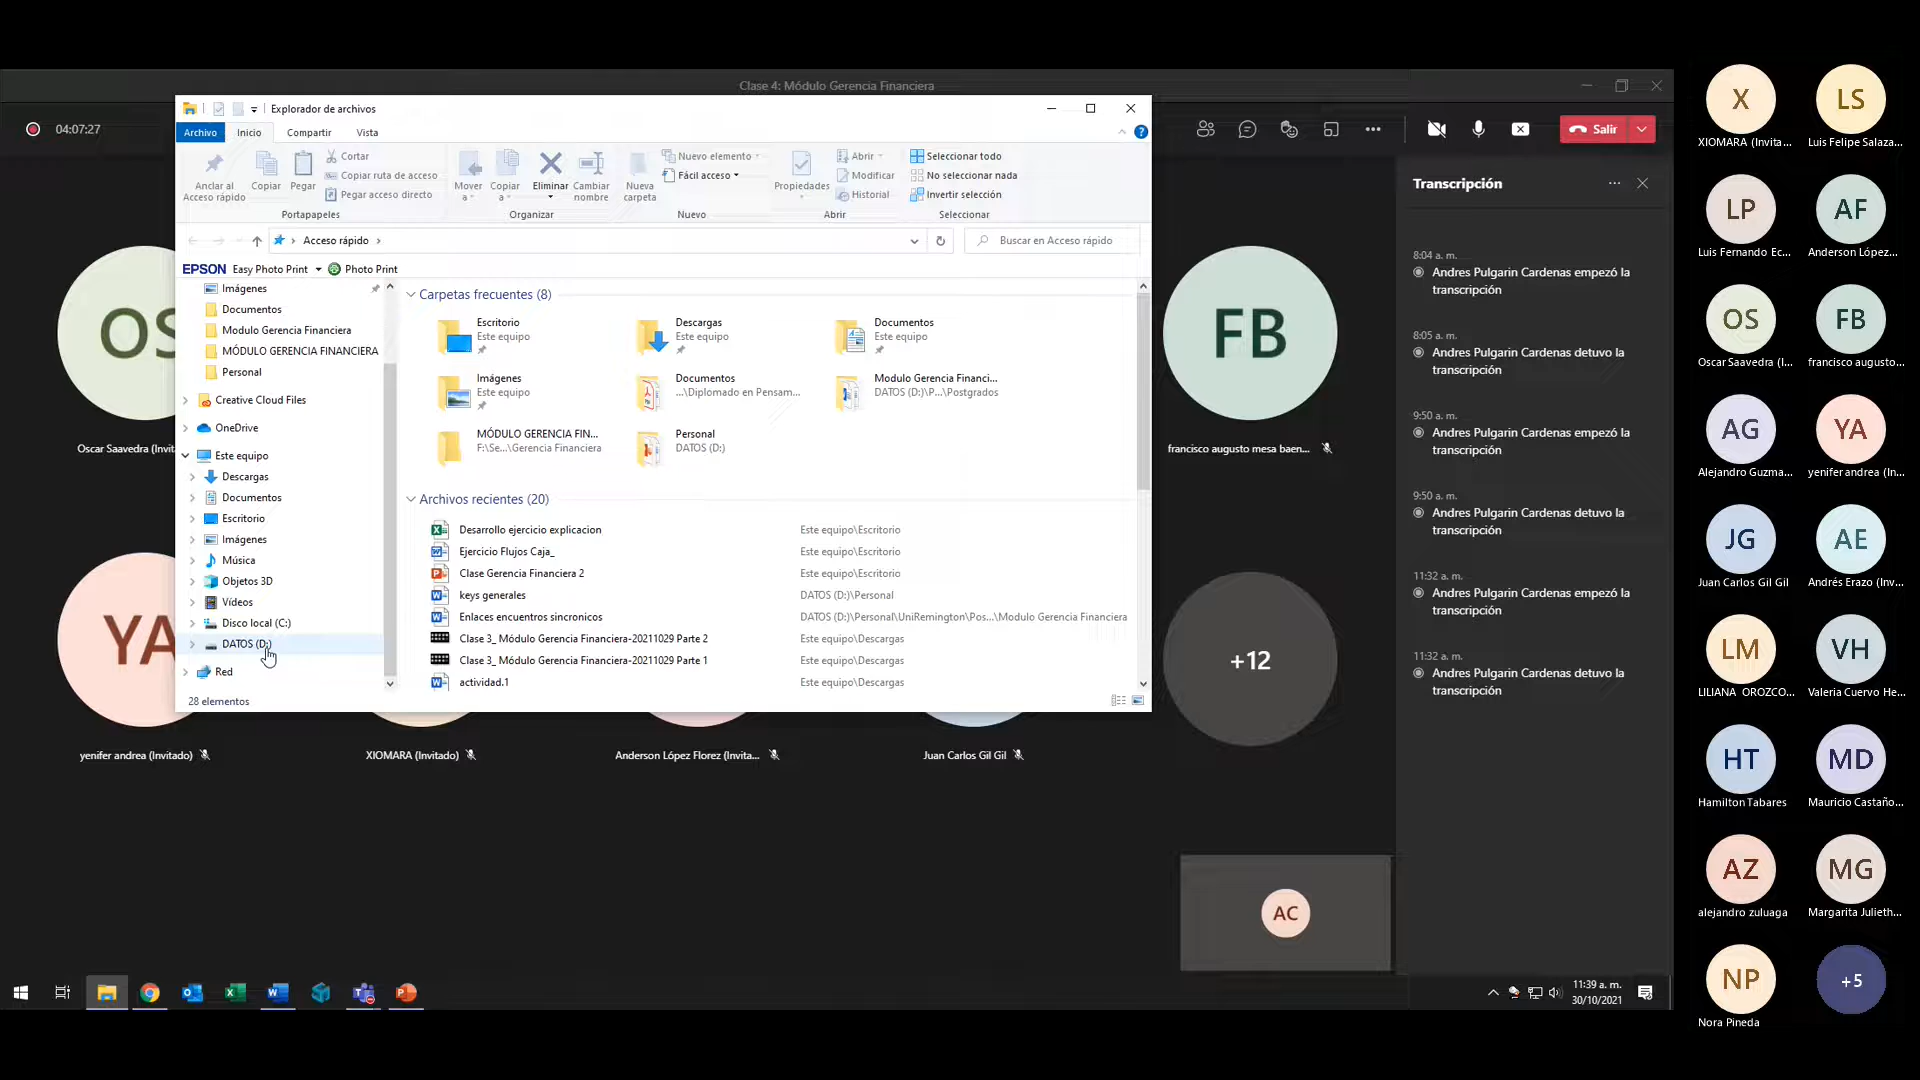 Clase 4: Módulo Gerencia Financiera
04:07:27
Salir
Explorador de archivos
Archivo
Inicio
Compartir
Vista
Anclar al
Acceso rápido
Copiar
Pegar
Cortar
Copiar ruta de acceso
Pegar acceso directo
Portapapeles
Mover
a
Copiar
a
Eliminar
Cambiar
nombre
Organizar
Nueva
carpeta
Nuevo elemento
Fácil acceso
Nuevo
Propiedades
Abrir
Modificar
Historial
Abrir
Seleccionar todo
No seleccionar nada
Invertir selección
Seleccionar
Acceso rápido
Buscar en Acceso rápido
EPSON Easy Photo Print Photo Print
Imágenes
Documentos
Modulo Gerencia Financiera
MÓDULO GERENCIA FINANCIERA
Personal
Creative Cloud Files
OneDrive
Este equipo
Descargas
Documentos
Escritorio
Imágenes
Música
Objetos 3D
Vídeos
Disco local (C:)
DATOS (D:)
Red
28 elementos
Carpetas frecuentes (8)
Escritorio
Este equipo
Descargas
Este equipo
Documentos
Este equipo
Imágenes
Este equipo
Documentos
...\Diplomado en Pensam...
Modulo Gerencia Financi...
DATOS (D:)\P...\Postgrados
MÓDULO GERENCIA FIN...
F:\Se...\Gerencia Financiera
Personal
DATOS (D:)
Archivos recientes (20)
Desarrollo ejercicio explicacion Este equipo\Escritorio
Ejercicio Flujos Caja_ Este equipo\Escritorio
Clase Gerencia Financiera 2 Este equipo\Escritorio
keys generales DATOS (D:)\Personal
Enlaces encuentros sincronicos DATOS (D:)\Personal\UniRemington\Pos...\Modulo Gerencia Financiera
Clase 3_ Módulo Gerencia Financiera-20211029 Parte 2 Este equipo\Descargas
Clase 3_ Módulo Gerencia Financiera-20211029 Parte 1 Este equipo\Descargas
actividad.1 Este equipo\Descargas
OS
Oscar Saavedra (Invit
YA
yenifer andrea (Invitado)
XIOMARA (Invitado)
Anderson López Florez (Invita...
Juan Carlos Gil Gil
FB
francisco augusto mesa baen...
+12
AC
Transcripción
8:04 a. m.
Andres Pulgarin Cardenas empezó la
transcripción
8:05 a. m.
Andres Pulgarin Cardenas detuvo la
transcripción
9:50 a. m.
Andres Pulgarin Cardenas empezó la
transcripción
9:50 a. m.
Andres Pulgarin Cardenas detuvo la
transcripción
11:32 a. m.
Andres Pulgarin Cardenas empezó la
transcripción
11:32 a. m.
Andres Pulgarin Cardenas detuvo la
transcripción
11:39 a. m.
30/10/2021
X
XIOMARA (Invita...
LS
Luis Felipe Salaza...
LP
Luis Fernando Ec...
AF
Anderson López...
OS
Oscar Saavedra (I...
FB
francisco augusto...
AG
Alejandro Guzma...
YA
yenifer andrea (In...
JG
Juan Carlos Gil Gil
AE
Andrés Erazo (Inv...
LM
LILIANA OROZCO...
VH
Valeria Cuervo He...
HT
Hamilton Tabares
MD
Mauricio Castaño...
AZ
alejandro zuluaga
MG
Margarita Julieth...
NP
Nora Pineda
+5